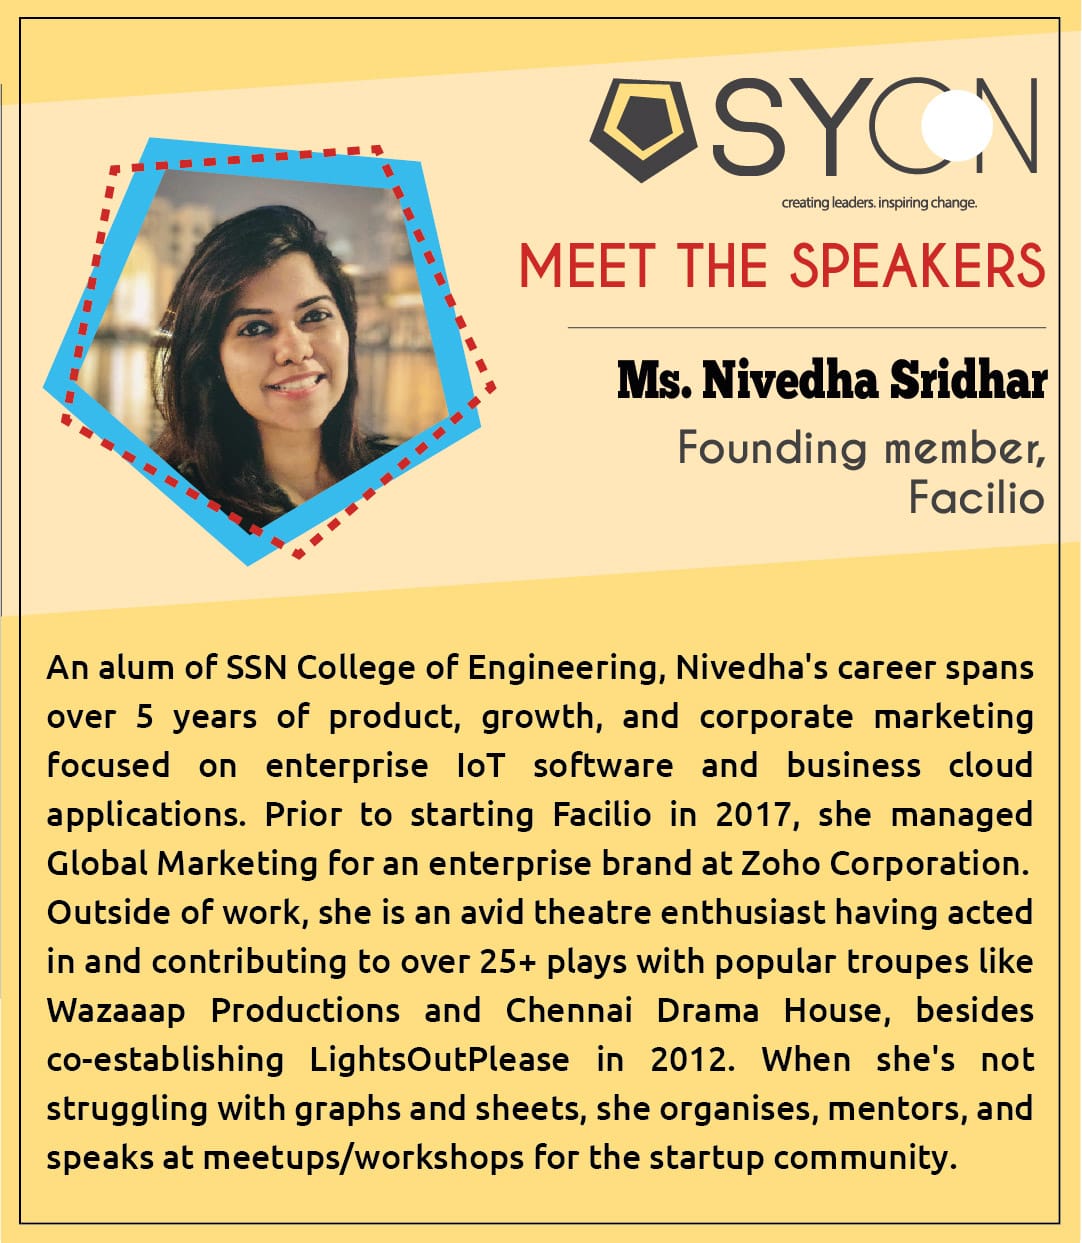 SYON
creating leaders. inspiring change.
MEET THE SPEAKERS
Ms. Nivedha Sridhar
Founding member,
Facilio
An alum of SSN College of Engineering, Nivedha's career spans
over 5 years of product, growth, and corporate marketing
focused on enterprise IoT software and business cloud
applications. Prior to starting Facilio in 2017, she managed
Global Marketing for an enterprise brand at Zoho Corporation.
Outside of work, she is an avid theatre enthusiast having acted
in and contributing to over 25+ plays with popular troupes like
Wazaaap Productions and Chennai Drama House, besides
co-establishing LightsOutPlease in 2012. When she's not
struggling with graphs and sheets, she organises, mentors, and
speaks at meetups/workshops for the startup community.